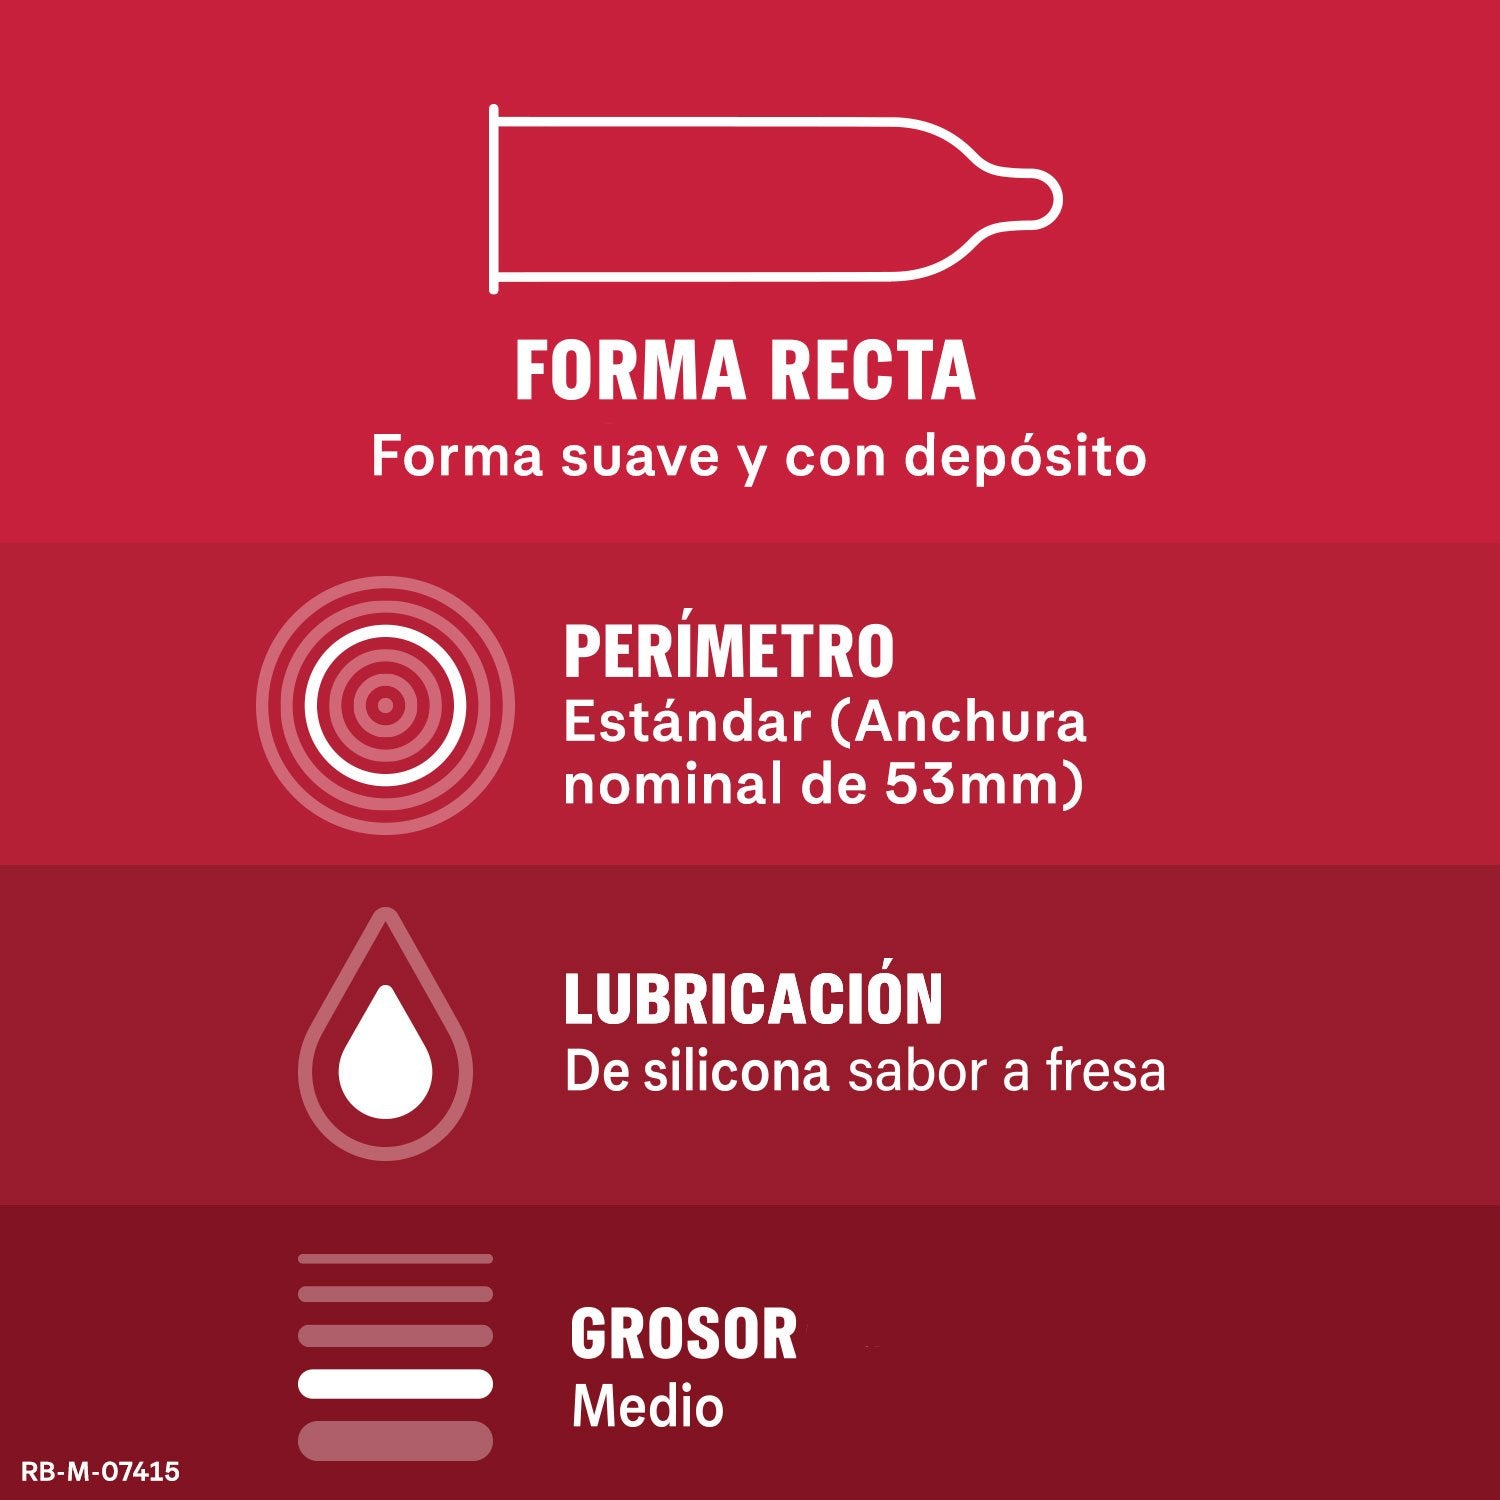 FORMA RECTA
Forma suave y con depósito
PERÍMETRO
Estándar (Anchura
nominal de 53mm)
LUBRICACIÓN
De silicona sabor a fresa
GROSOR
Medio
RB-M-07415